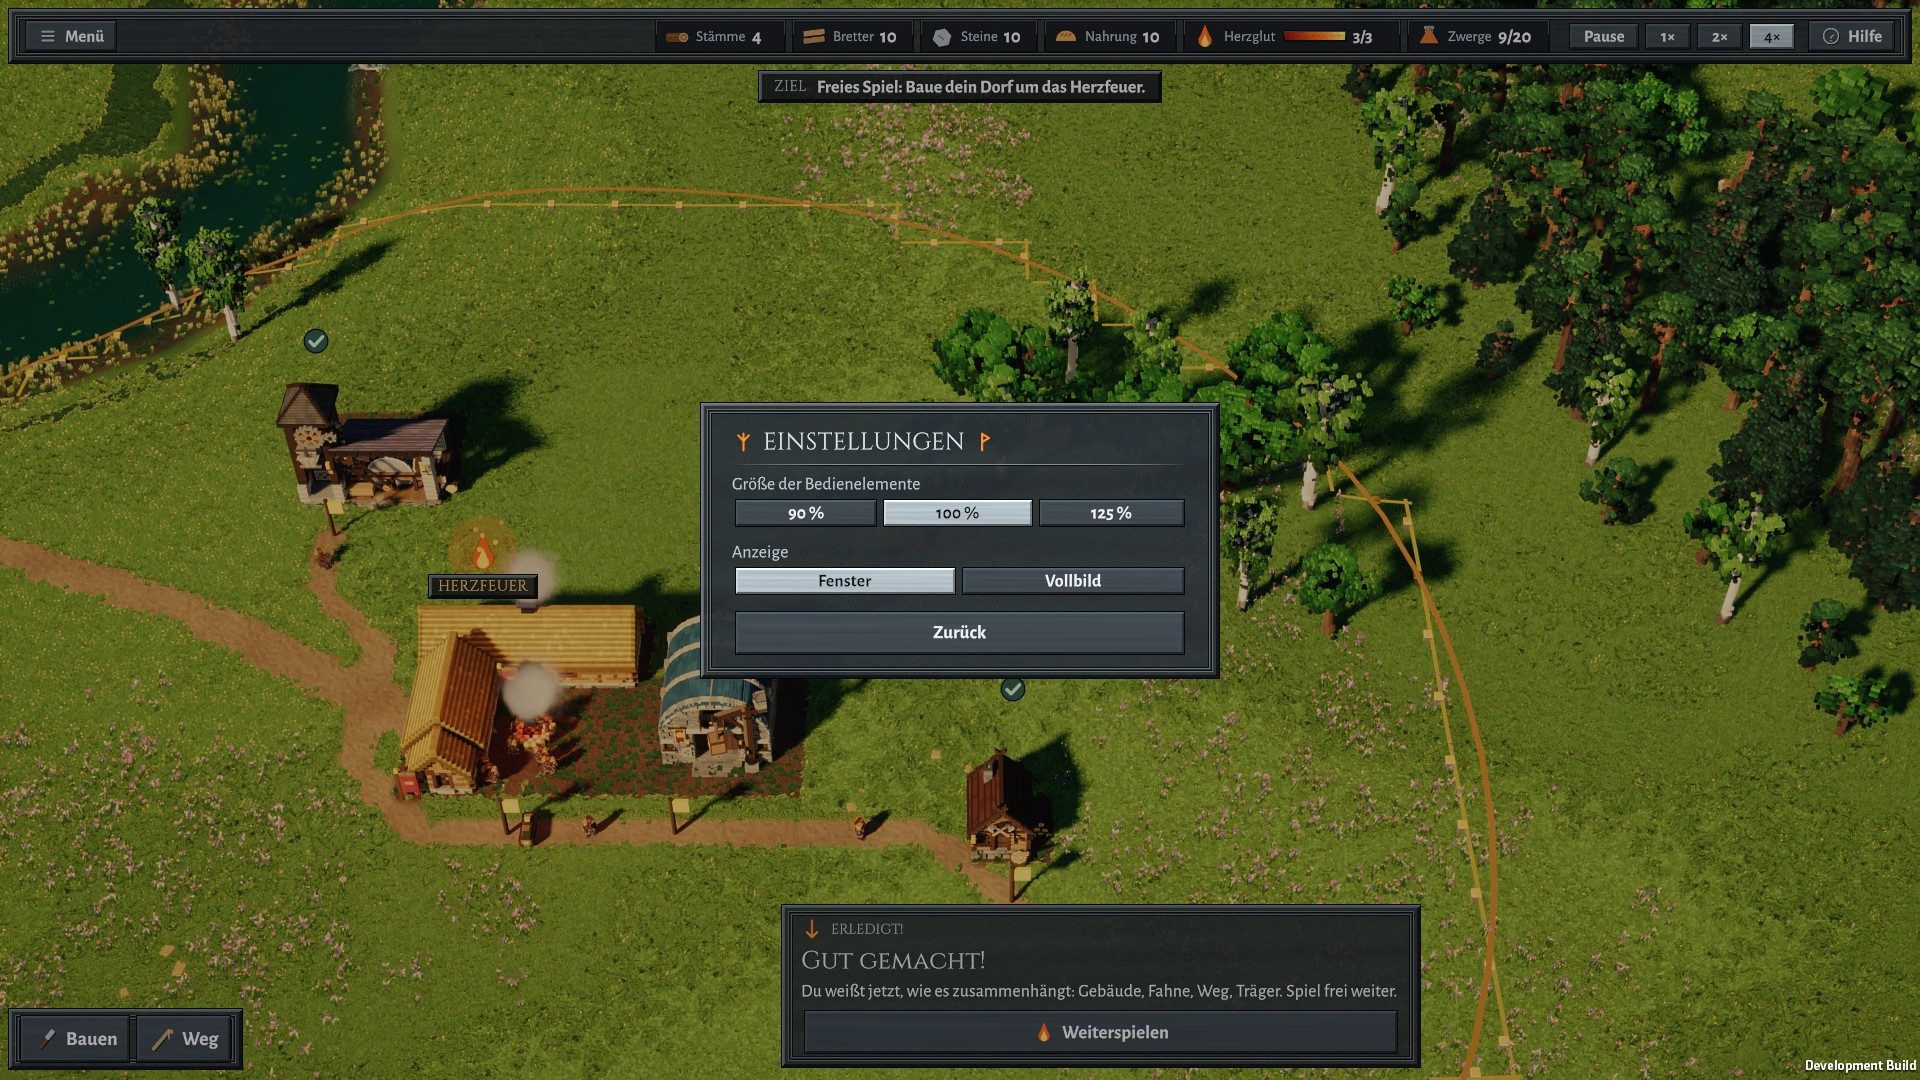 Menü
Stämme 4
Bretter 10
Steine 10
Nahrung 10
Herzglut 3/3
Zwerge 9/20
Pause
1×
2×
4×
Hilfe
ZIEL Freies Spiel: Baue dein Dorf um das Herzfeuer.
EINSTELLUNGEN
Größe der Bedienelemente
90 %
100 %
125 %
Anzeige
Fenster
Vollbild
Zurück
HERZFEUER
ERLEDIGT!
GUT GEMACHT!
Du weißt jetzt, wie es zusammenhängt: Gebäude, Fahne, Weg, Träger. Spiel frei weiter.
Weiterspielen
Bauen
Weg
Development Build